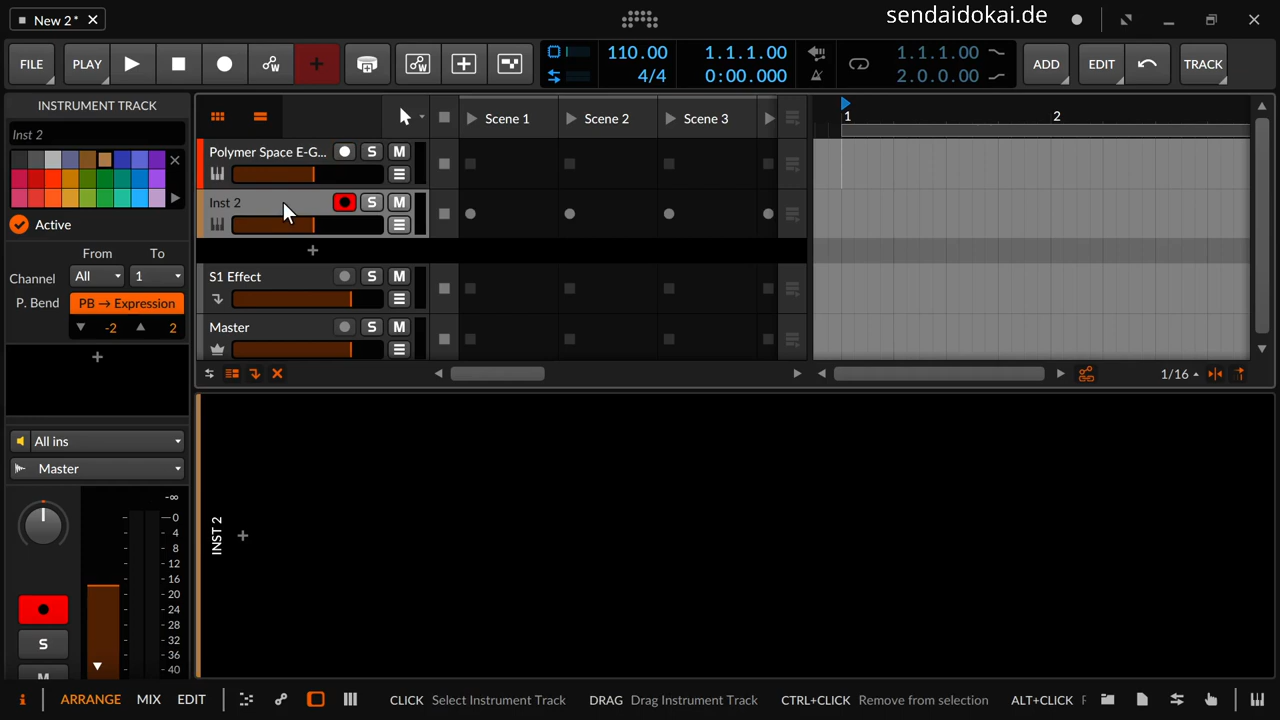 New 2*
sendaidokai.de
FILE
PLAY
110.00
4/4
1.1.1.00
0:00.000
1.1.1.00
2.0.0.00
ADD
EDIT
TRACK
INSTRUMENT TRACK
Inst 2
Active
From To
Channel All 1
P. Bend PB → Expression
-2 2
All ins
Master
-∞
0
4
8
12
16
20
24
28
32
36
40
S
M
Scene 1
Scene 2
Scene 3
1
2
Polymer Space E-G... S M
Inst 2 S M
+
S1 Effect S M
Master S M
1/16
INST 2
+
ARRANGE MIX EDIT
CLICK Select Instrument Track DRAG Drag Instrument Track CTRL+CLICK Remove from selection ALT+CLICK